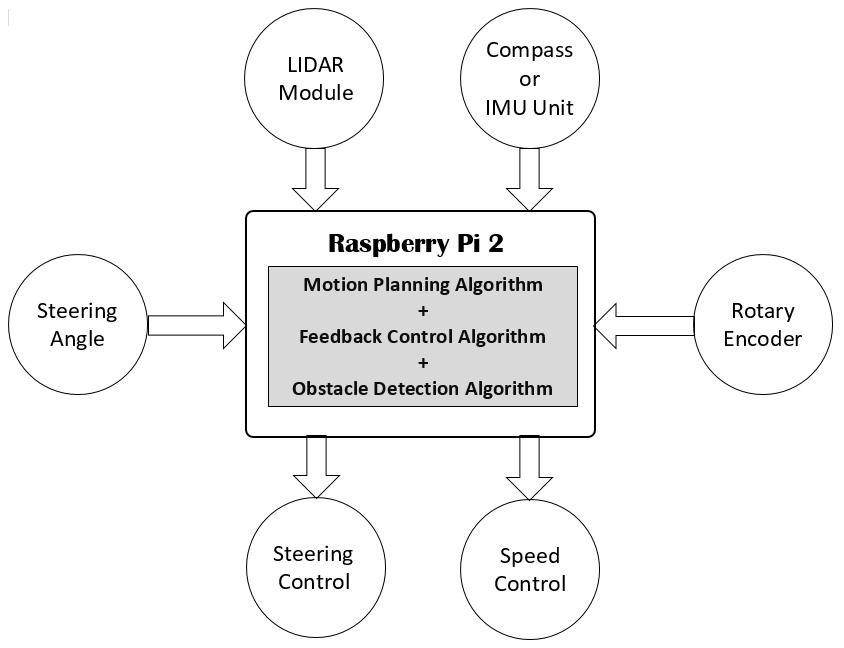 LIDAR
Module
Compass
or
IMU Unit
Raspberry Pi 2
Motion Planning Algorithm
+
Feedback Control Algorithm
+
Obstacle Detection Algorithm
Steering
Angle
Rotary
Encoder
Steering
Control
Speed
Control